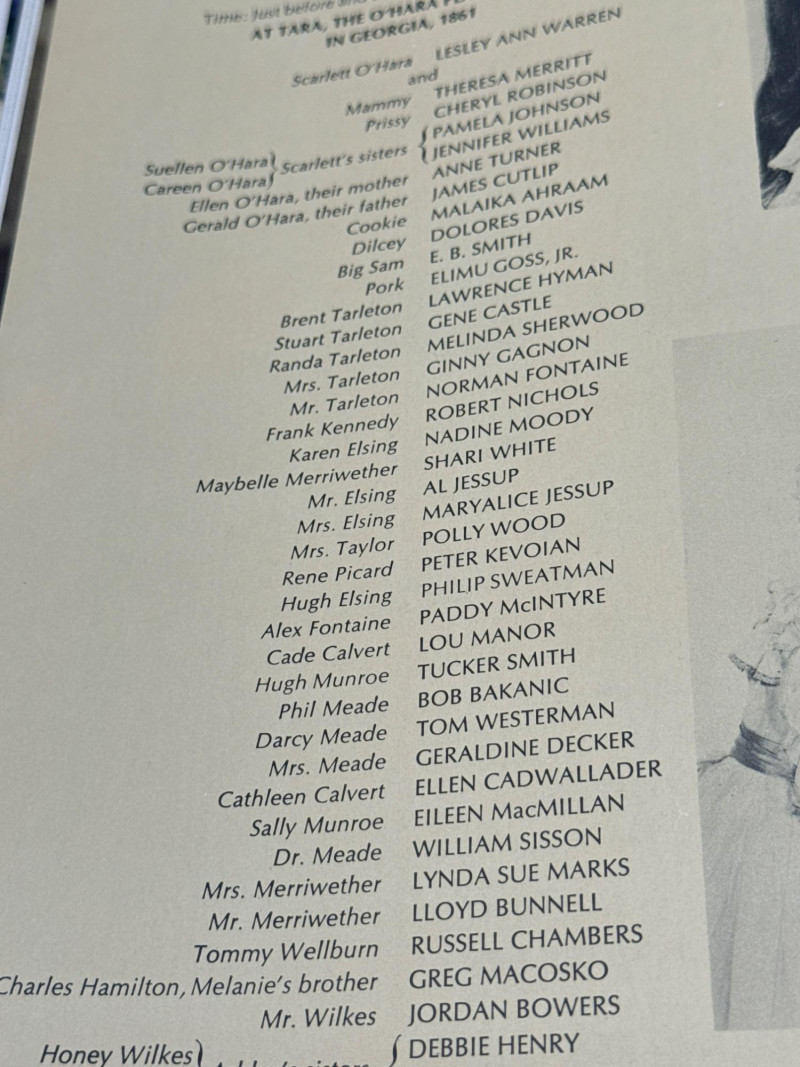 Time: Just before and
AT TARA, THE O'HARA
IN GEORGIA, 1861
Scarlett O'Hara LESLEY ANN WARREN
and
Mammy THERESA MERRITT
Prissy CHERYL ROBINSON
Suellen O'Hara} Scarlett's sisters {PAMELA JOHNSON
Careen O'Hara} {JENNIFER WILLIAMS
Ellen O'Hara, their mother ANNE TURNER
Gerald O'Hara, their father JAMES CUTLIP
Cookie MALAIKA AHRAAM
Dilcey DOLORES DAVIS
Big Sam E. B. SMITH
Pork ELIMU GOSS, JR.
Brent Tarleton LAWRENCE HYMAN
Stuart Tarleton GENE CASTLE
Randa Tarleton MELINDA SHERWOOD
Mrs. Tarleton GINNY GAGNON
Mr. Tarleton NORMAN FONTAINE
Frank Kennedy ROBERT NICHOLS
Karen Elsing NADINE MOODY
Maybelle Merriwether SHARI WHITE
Mr. Elsing AL JESSUP
Mrs. Elsing MARYALICE JESSUP
Mrs. Taylor POLLY WOOD
Rene Picard PETER KEVOIAN
Hugh Elsing PHILIP SWEATMAN
Alex Fontaine PADDY McINTYRE
Cade Calvert LOU MANOR
Hugh Munroe TUCKER SMITH
Phil Meade BOB BAKANIC
Darcy Meade TOM WESTERMAN
Mrs. Meade GERALDINE DECKER
Cathleen Calvert ELLEN CADWALLADER
Sally Munroe EILEEN MacMILLAN
Dr. Meade WILLIAM SISSON
Mrs. Merriwether LYNDA SUE MARKS
Mr. Merriwether LLOYD BUNNELL
Tommy Wellburn RUSSELL CHAMBERS
Charles Hamilton, Melanie's brother GREG MACOSKO
Mr. Wilkes JORDAN BOWERS
Honey Wilkes} {DEBBIE HENRY